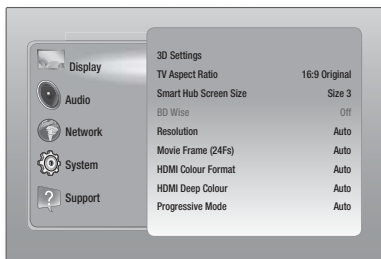 Display
Audio
Network
System
Support
3D Settings
TV Aspect Ratio 16:9 Original
Smart Hub Screen Size Size 3
BD Wise Off
Resolution Auto
Movie Frame (24Fs) Auto
HDMI Colour Format Auto
HDMI Deep Colour Auto
Progressive Mode Auto